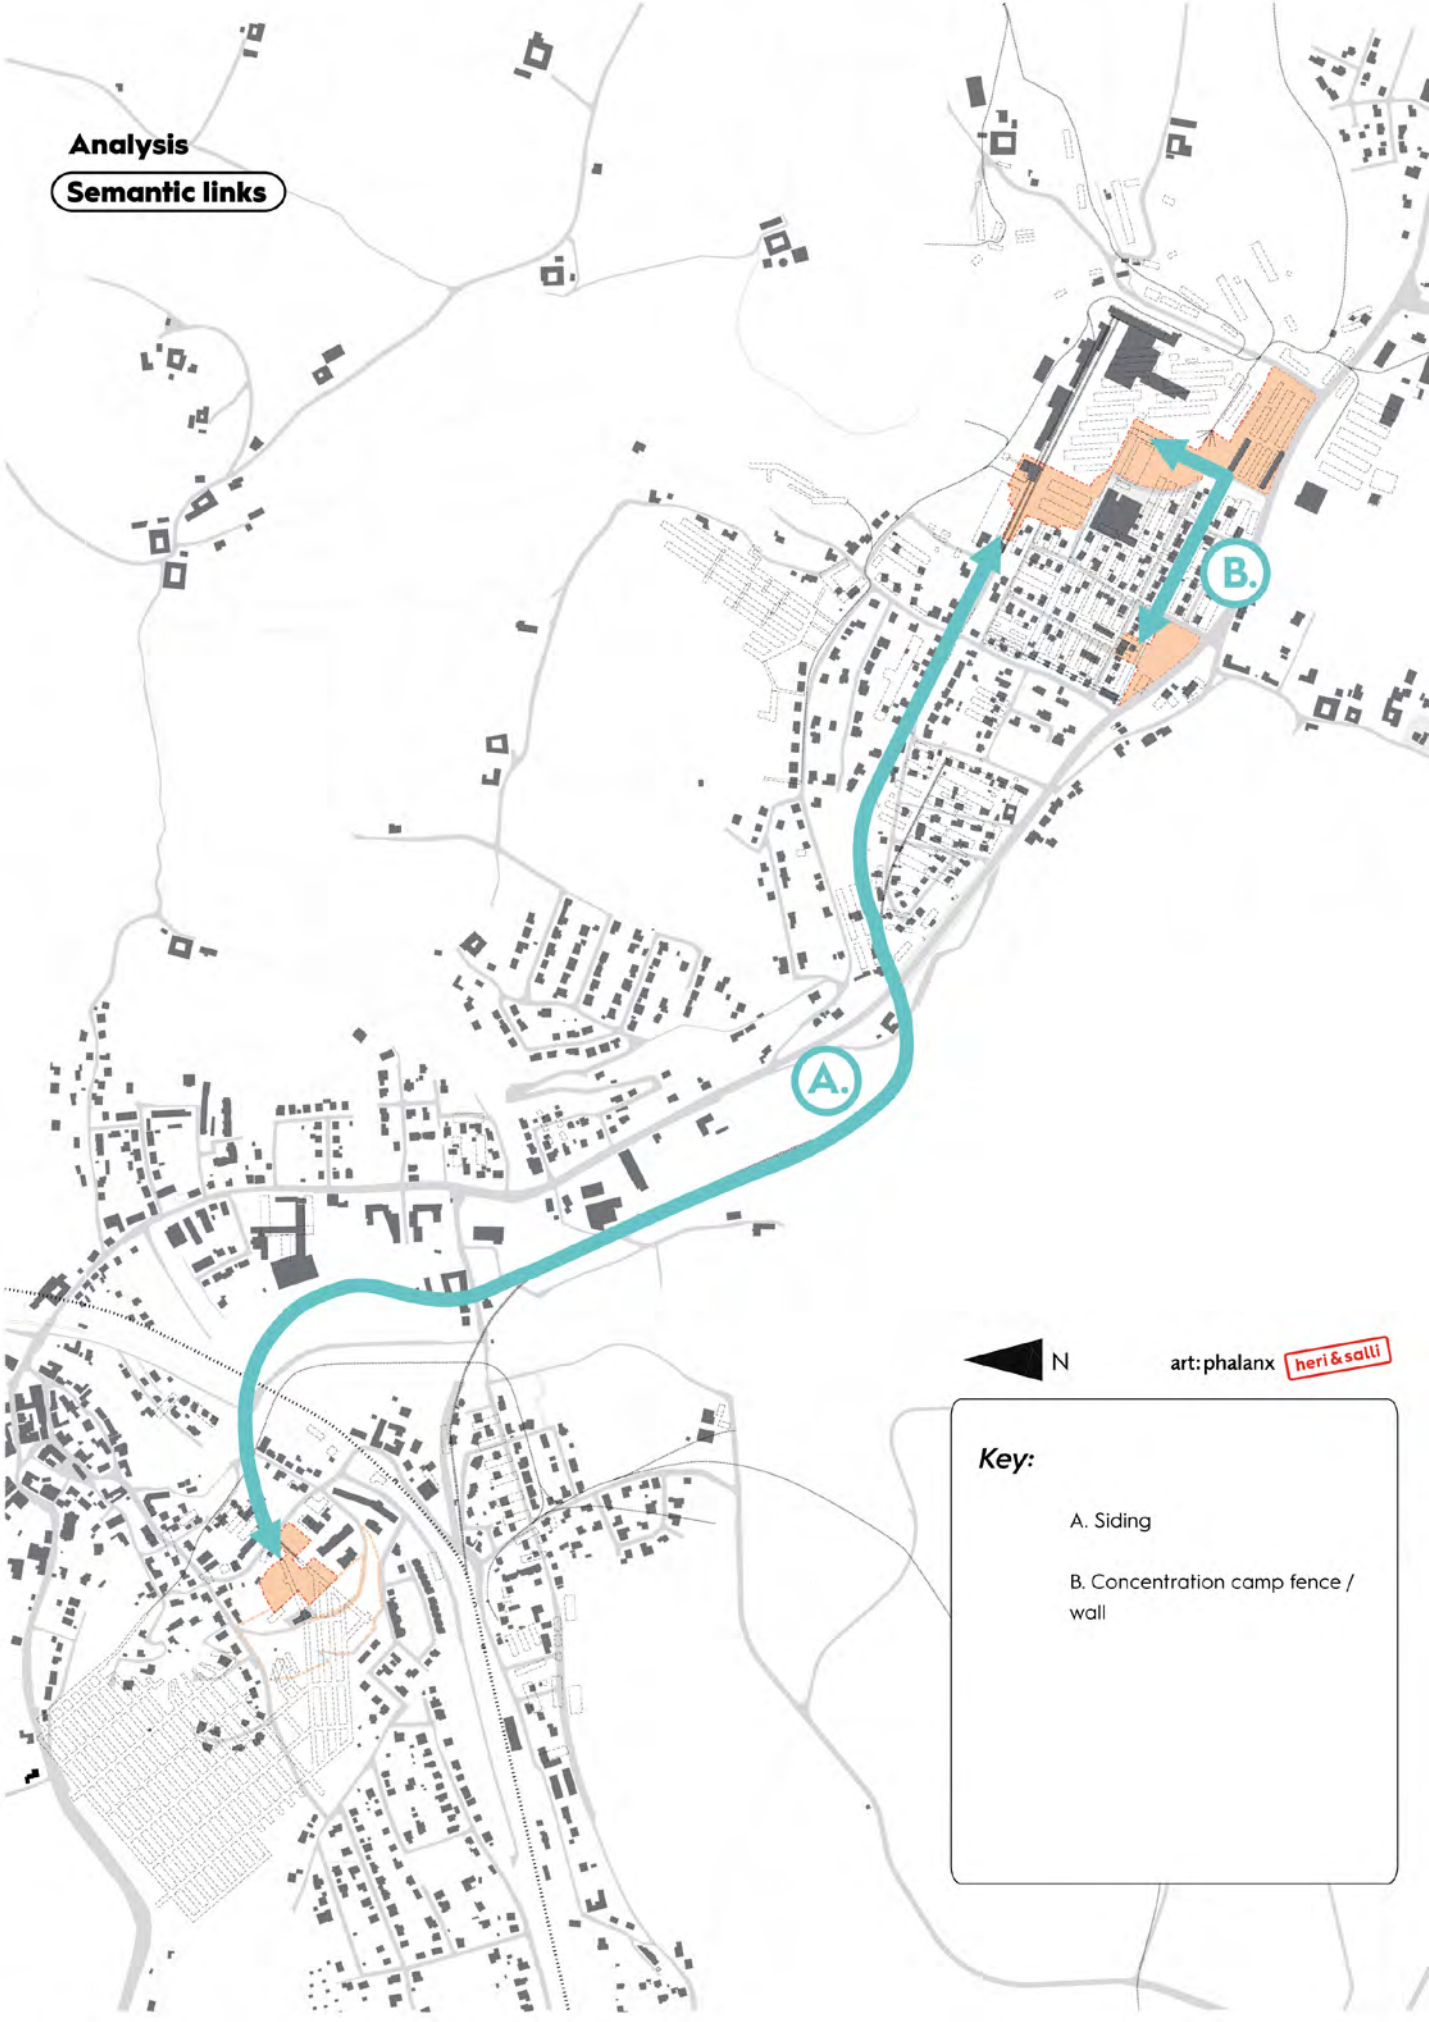 Analysis
Semantic links
B.
A.
N
art:phalanx
heri&salli
Key:
A. Siding
B. Concentration camp fence /
wall